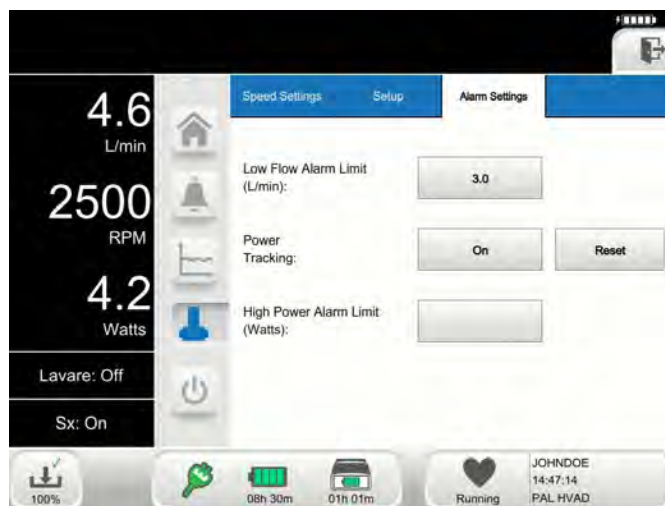 4.6
L/min
2500
RPM
4.2
Watts
Lavare: Off
Sx: On
Speed Settings Setup Alarm Settings
Low Flow Alarm Limit
(L/min):
3.0
Power
Tracking:
On Reset
High Power Alarm Limit
(Watts):
100%
08h 30m 01h 01m
Running
JOHNDOE
14:47:14
PAL HVAD